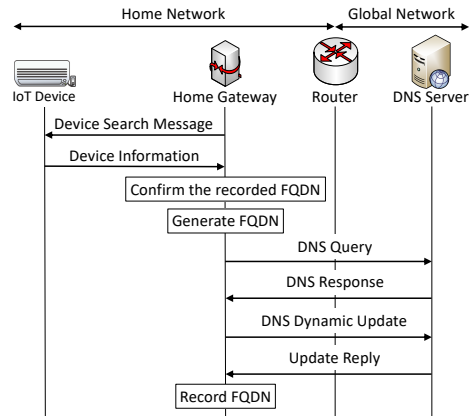 Home Network
Global Network
IoT Device
Home Gateway
Router
DNS Server
Device Search Message
Device Information
Confirm the recorded FQDN
Generate FQDN
DNS Query
DNS Response
DNS Dynamic Update
Update Reply
Record FQDN